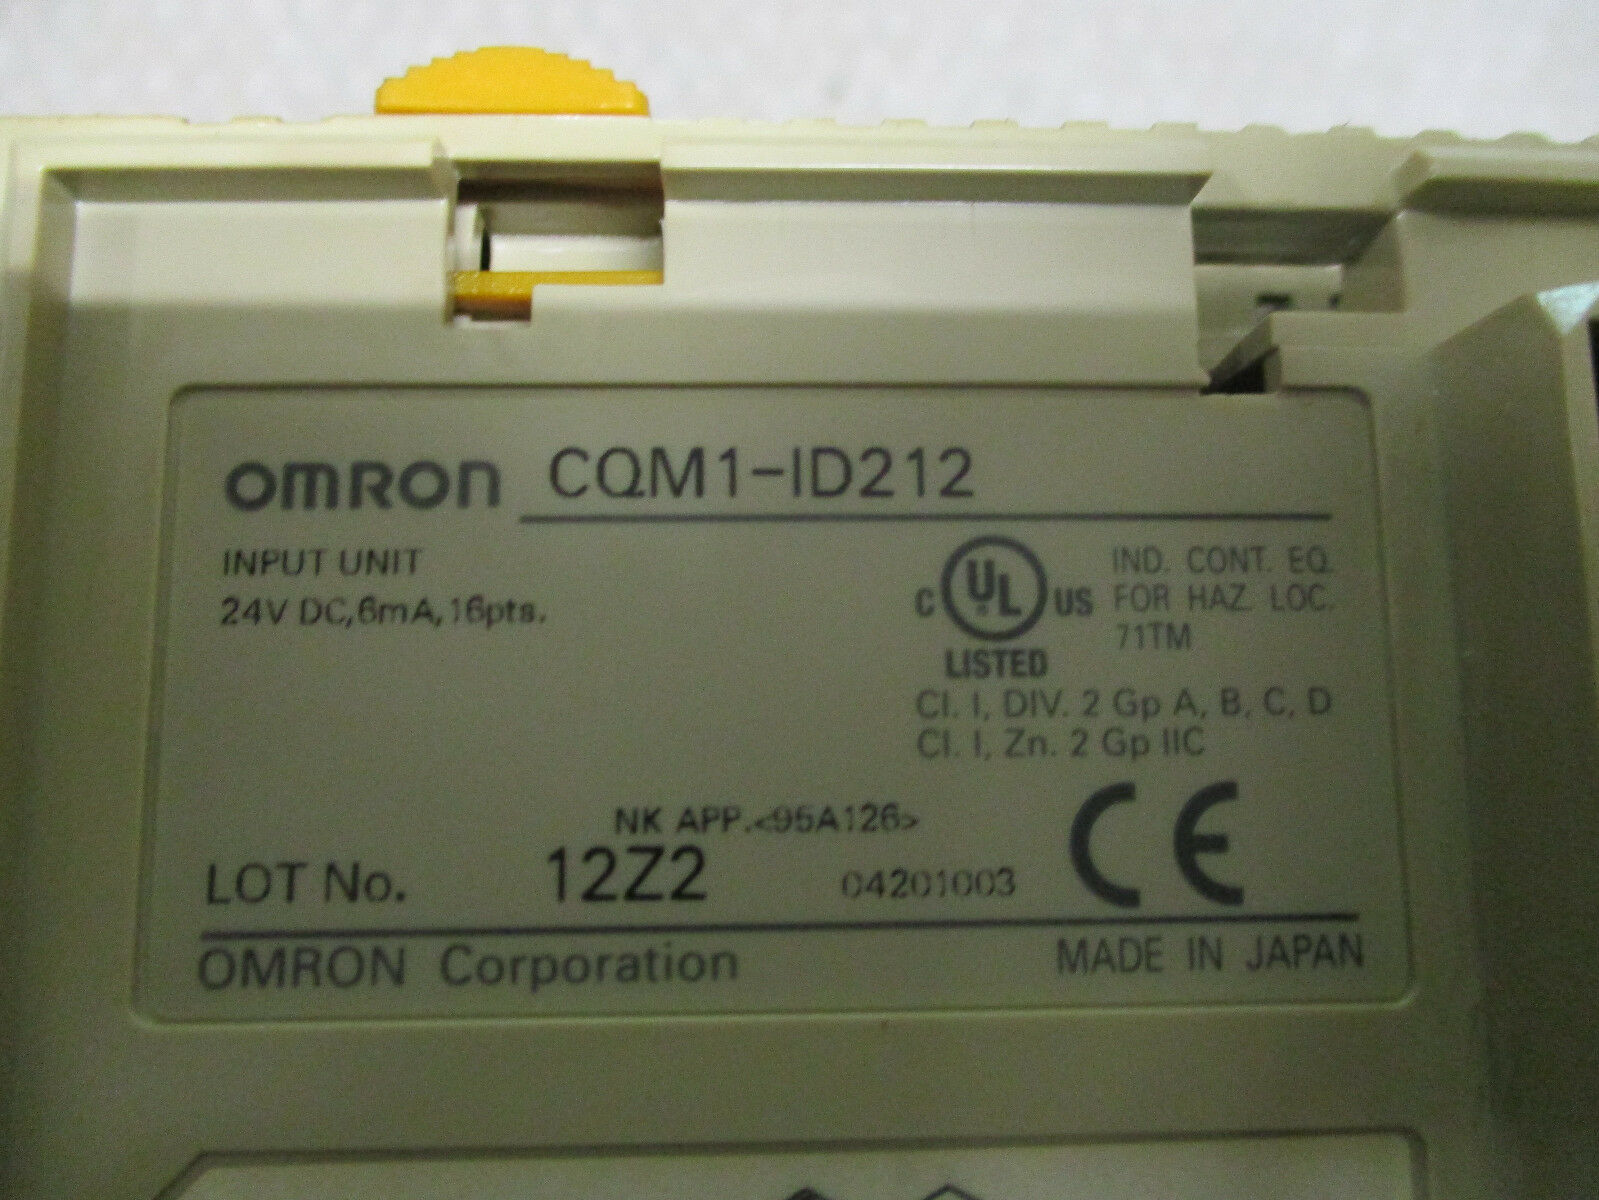 OMRON CQM1-ID212
INPUT UNIT
24V DC, 6mA, 16pts.
C UL US LISTED
IND. CONT. EQ.
FOR HAZ. LOC.
71TM
Cl. I, DIV. 2 Gp A, B, C, D
Cl. I, Zn. 2 Gp IIC
NK APP.<95A126>
LOT No. 12Z2 04201003
CE
OMRON Corporation MADE IN JAPAN